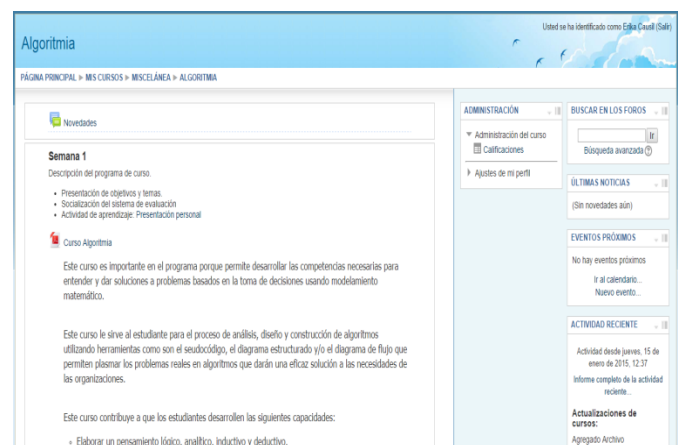 Usted se ha identificado como Erika Causil (Salir)
Algoritmia
PÁGINA PRINCIPAL ► MIS CURSOS ► MISCELÁNEA ► ALGORITMIA
Novedades
Semana 1
Descripción del programa de curso.
• Presentación de objetivos y temas.
• Socialización del sistema de evaluación
• Actividad de aprendizaje: Presentación personal
Curso Algoritmia
Este curso es importante en el programa porque permite desarrollar las competencias necesarias para
entender y dar soluciones a problemas basados en la toma de decisiones usando modelamiento
matemático.
Este curso le sirve al estudiante para el proceso de análisis, diseño y construcción de algoritmos
utilizando herramientas como son el seudocódigo, el diagrama estructurado y/o el diagrama de flujo que
permiten plasmar los problemas reales en algoritmos que darán una eficaz solución a las necesidades de
las organizaciones.
Este curso contribuye a que los estudiantes desarrollen las siguientes capacidades:
Elaborar un pensamiento lógico, analítico, inductivo y deductivo.
ADMINISTRACIÓN
Administración del curso
Calificaciones
Ajustes de mi perfil
BUSCAR EN LOS FOROS
Ir
Búsqueda avanzada
ÚLTIMAS NOTICIAS
(Sin novedades aún)
EVENTOS PRÓXIMOS
No hay eventos próximos
Ir al calendario...
Nuevo evento...
ACTIVIDAD RECIENTE
Actividad desde jueves, 15 de
enero de 2015, 12:37
Informe completo de la actividad
reciente...
Actualizaciones de
cursos:
Agregado Archivo